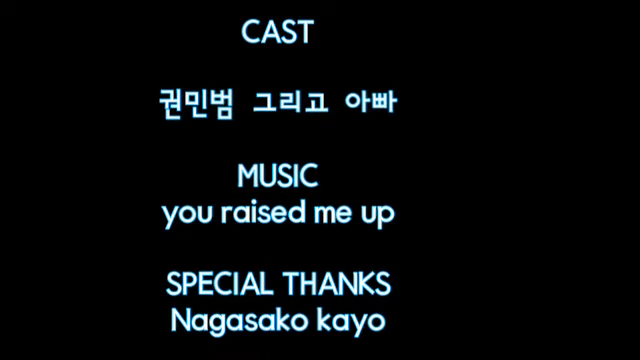 CAST
권민범 그리고 아빠
MUSIC
you raised me up
SPECIAL THANKS
Nagasako kayo